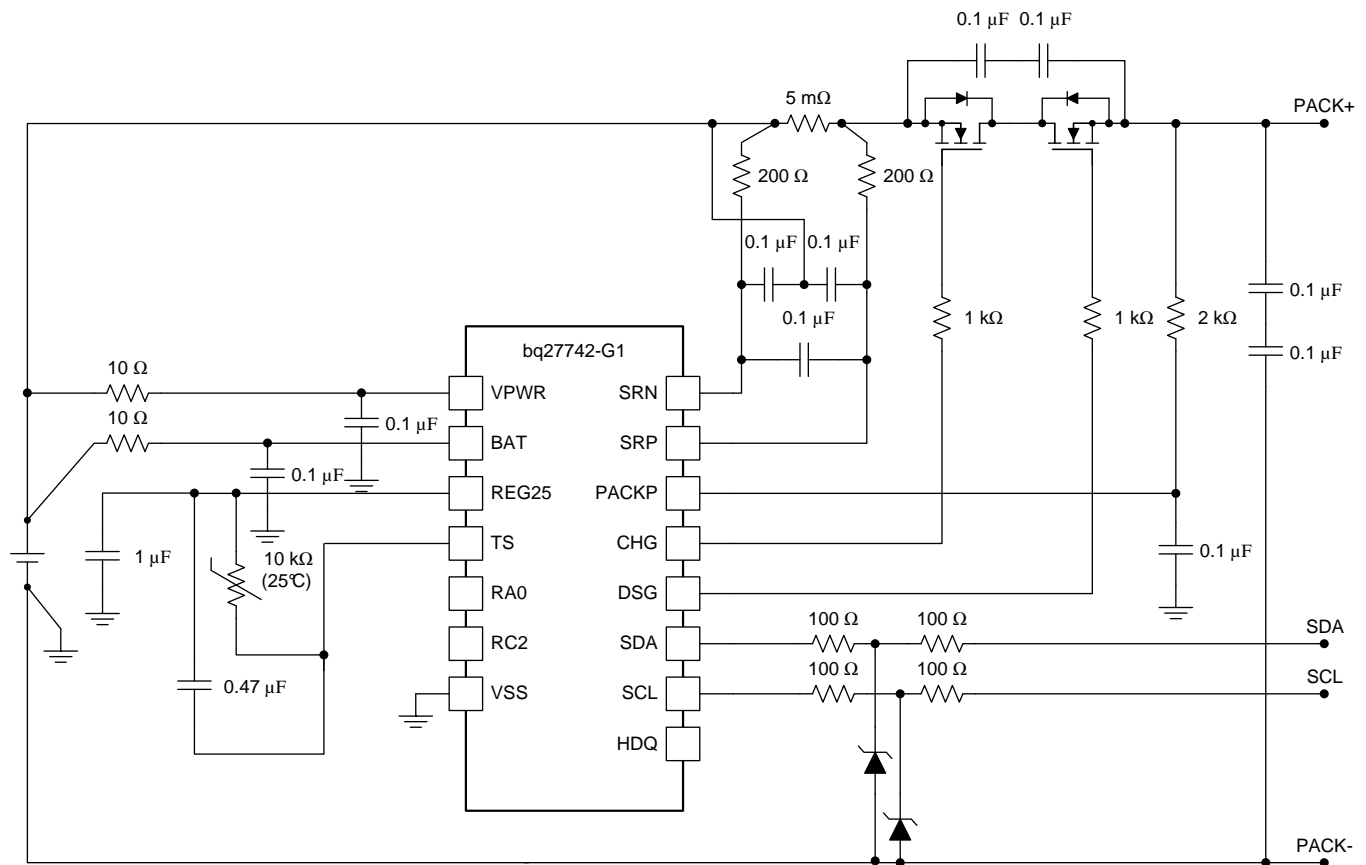 0.1 µF 0.1 µF
5 mΩ
PACK+
200 Ω 200 Ω
0.1 µF 0.1 µF
0.1 µF
1 kΩ 1 kΩ 2 kΩ
0.1 µF
0.1 µF
bq27742-G1
10 Ω
VPWR SRN
10 Ω
0.1 µF
BAT SRP
0.1 µF
REG25 PACKP
1 µF
10 kΩ
(25°C)
TS CHG
0.1 µF
RA0 DSG
100 Ω 100 Ω
SDA
RC2 SDA
100 Ω 100 Ω
SCL
0.47 µF
VSS SCL
HDQ
PACK-